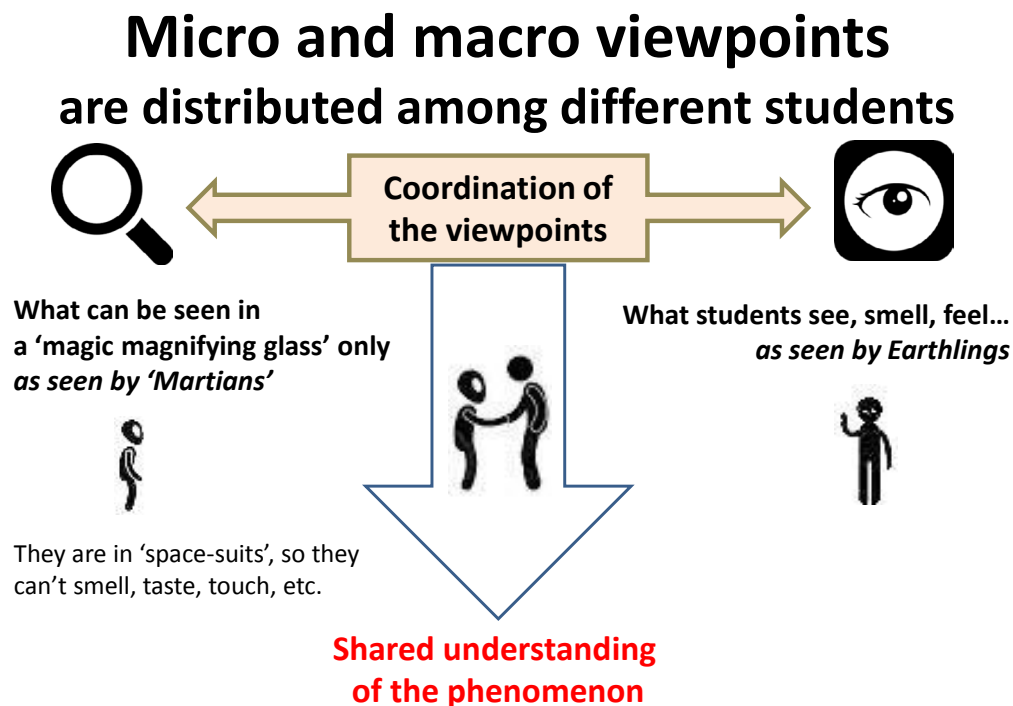 Micro and macro viewpoints
are distributed among different students
Coordination of
the viewpoints
What can be seen in
a ‘magic magnifying glass’ only
as seen by ‘Martians’
What students see, smell, feel…
as seen by Earthlings
They are in ‘space-suits’, so they
can’t smell, taste, touch, etc.
Shared understanding
of the phenomenon